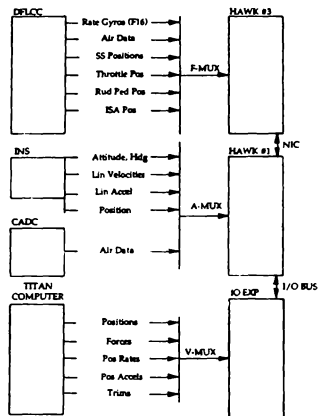 DFLCC
HAWK #3
Rate Gyros (F16)
Air Data
SS Positions
Throttle Pos
F-MUX
Rud Ped Pos
ISA Pos
NIC
INS
HAWK #1
Attitude, Hdg
Lin Velocities
Lin Accel
Position
A-MUX
CADC
Air Data
I/O BUS
TITAN
COMPUTER
IO EXP
Positions
Forces
V-MUX
Pos Rates
Pos Accels
Trims